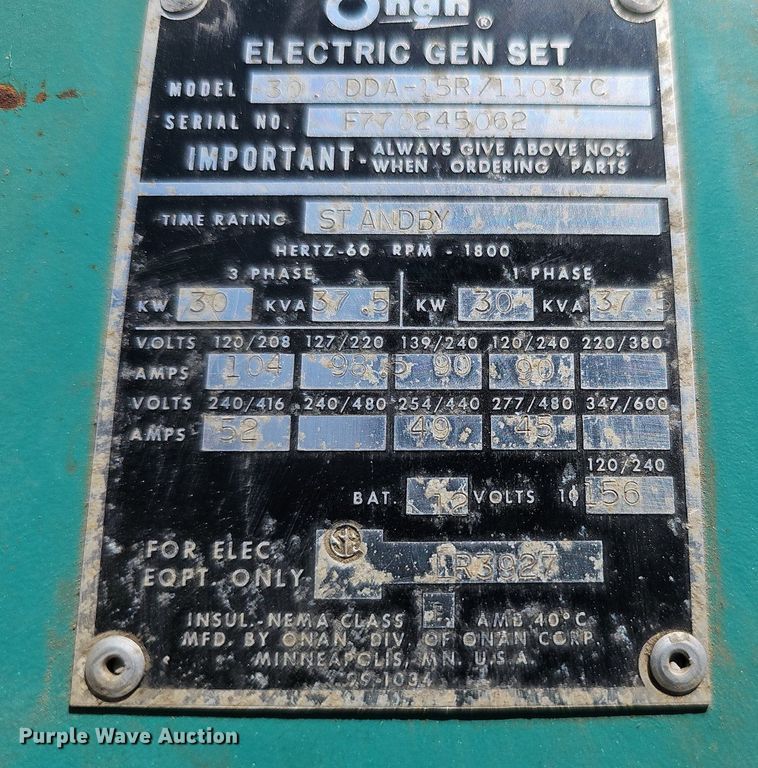 Onan ®
ELECTRIC GEN SET
MODEL 30.0DDA-15R/11037C
SERIAL NO. F770245062
IMPORTANT- ALWAYS GIVE ABOVE NOS.
WHEN ORDERING PARTS
TIME RATING STANDBY
HERTZ-60 RPM - 1800
3 PHASE 1 PHASE
KW 30 KVA 37.5 KW 30 KVA 37.5
VOLTS 120/208 127/220 139/240 120/240 220/380
AMPS 104 98.5 90 90
VOLTS 240/416 240/480 254/440 277/480 347/600
AMPS 52 49. 45
120/240
BAT. 12 VOLTS 10 156
FOR ELEC.
EQPT. ONLY LR3927
INSUL.-NEMA CLASS F AMB 40°C
MFD. BY ONAN, DIV. OF ONAN CORP.
MINNEAPOLIS, MN. U.S.A.
99-1034
Purple Wave Auction